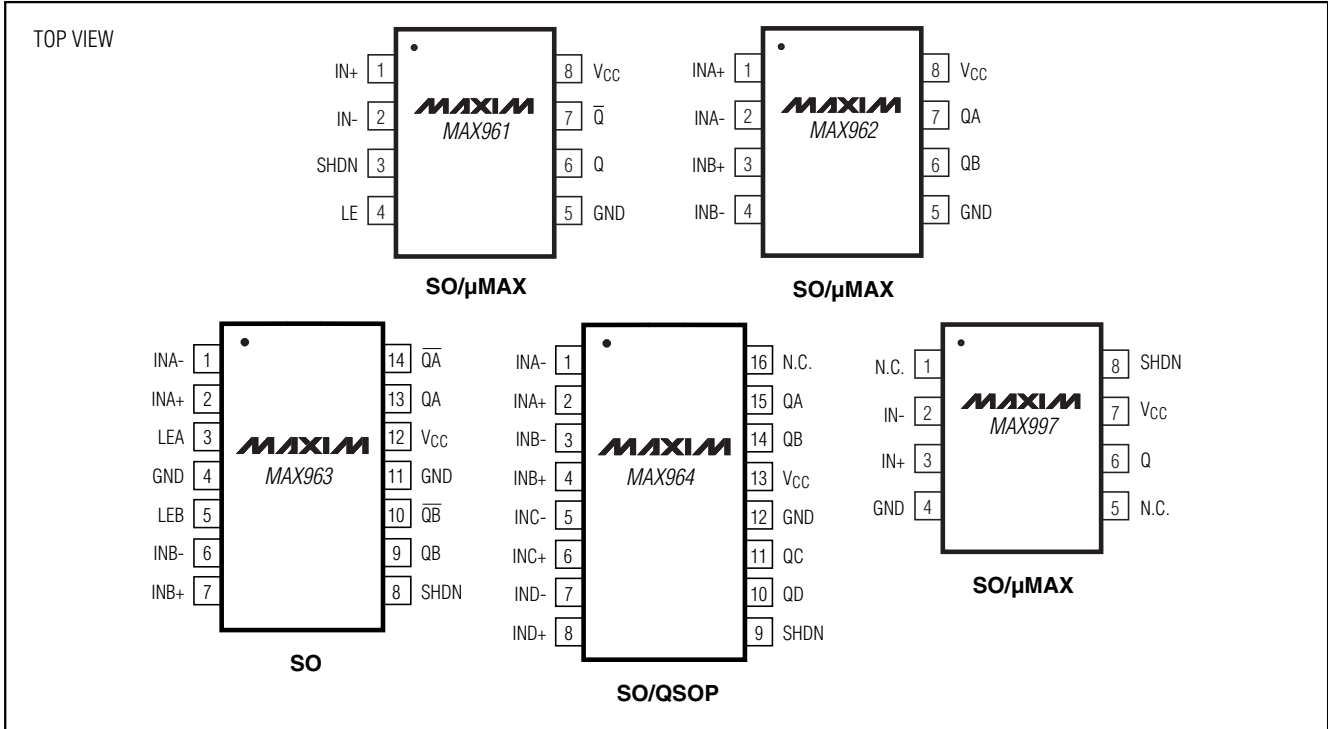 TOP VIEW
IN+ 1
IN- 2
SHDN 3
LE 4
MAXIM
MAX961
8 VCC
7 Q̅
6 Q
5 GND
SO/µMAX
INA+ 1
INA- 2
INB+ 3
INB- 4
MAXIM
MAX962
8 VCC
7 QA
6 QB
5 GND
SO/µMAX
INA- 1
INA+ 2
LEA 3
GND 4
LEB 5
INB- 6
INB+ 7
MAXIM
MAX963
14 Q̅A̅
13 QA
12 VCC
11 GND
10 Q̅B̅
9 QB
8 SHDN
SO
INA- 1
INA+ 2
INB- 3
INB+ 4
INC- 5
INC+ 6
IND- 7
IND+ 8
MAXIM
MAX964
16 N.C.
15 QA
14 QB
13 VCC
12 GND
11 QC
10 QD
9 SHDN
SO/QSOP
N.C. 1
IN- 2
IN+ 3
GND 4
MAXIM
MAX997
8 SHDN
7 VCC
6 Q
5 N.C.
SO/µMAX